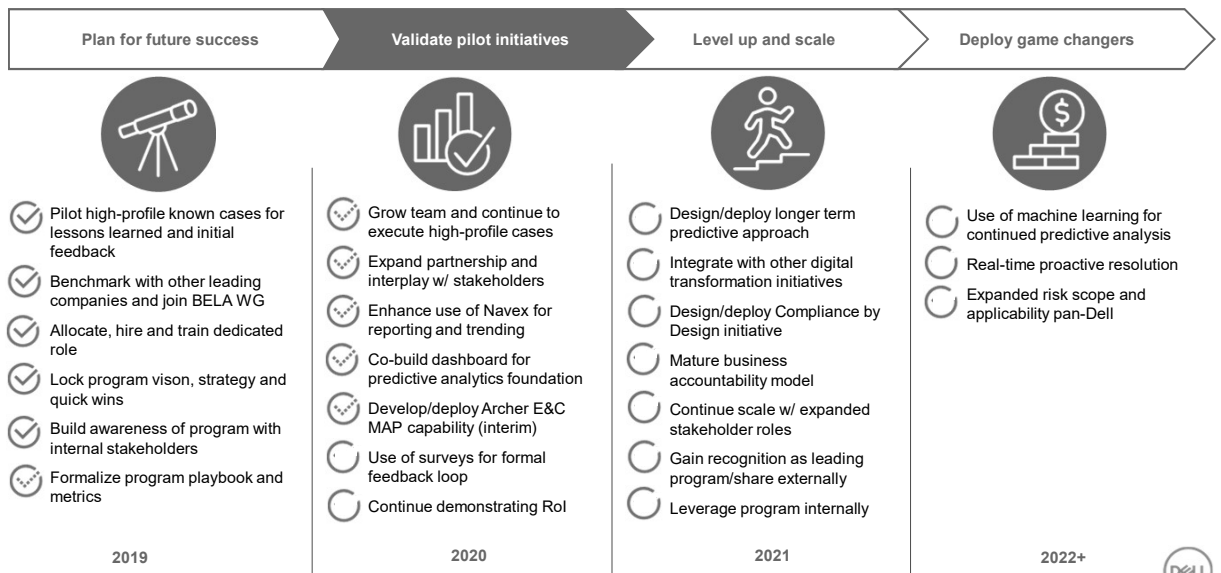 Plan for future success
Validate pilot initiatives
Level up and scale
Deploy game changers
$
Pilot high-profile known cases for
lessons learned and initial
feedback
Benchmark with other leading
companies and join BELA WG
Allocate, hire and train dedicated
role
Lock program vison, strategy and
quick wins
Build awareness of program with
internal stakeholders
Formalize program playbook and
metrics
2019
Grow team and continue to
execute high-profile cases
Expand partnership and
interplay w/ stakeholders
Enhance use of Navex for
reporting and trending
Co-build dashboard for
predictive analytics foundation
Develop/deploy Archer E&C
MAP capability (interim)
Use of surveys for formal
feedback loop
Continue demonstrating RoI
2020
Design/deploy longer term
predictive approach
Integrate with other digital
transformation initiatives
Design/deploy Compliance by
Design initiative
Mature business
accountability model
Continue scale w/ expanded
stakeholder roles
Gain recognition as leading
program/share externally
Leverage program internally
2021
Use of machine learning for
continued predictive analysis
Real-time proactive resolution
Expanded risk scope and
applicability pan-Dell
2022+
DELL